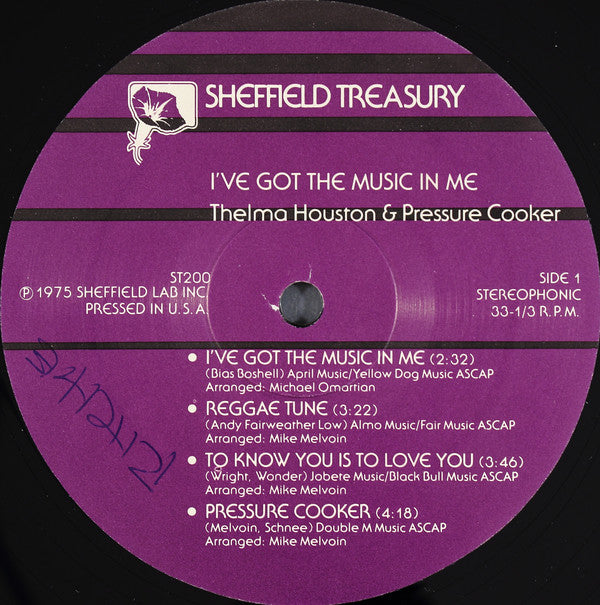 SHEFFIELD TREASURY
I'VE GOT THE MUSIC IN ME
Thelma Houston & Pressure Cooker
ST200
℗ 1975 SHEFFIELD LAB INC
PRESSED IN U.S.A.
SIDE 1
STEREOPHONIC
33-1/3 R.P.M.
• I'VE GOT THE MUSIC IN ME (2:32)
(Bias Boshell) April Music/Yellow Dog Music ASCAP
Arranged: Michael Omartian
• REGGAE TUNE (3:22)
(Andy Fairweather Low) Almo Music/Fair Music ASCAP
Arranged: Mike Melvoin
• TO KNOW YOU IS TO LOVE YOU (3:46)
(Wright, Wonder) Jobete Music/Black Bull Music ASCAP
Arranged: Mike Melvoin
• PRESSURE COOKER (4:18)
(Melvoin, Schnee) Double M Music ASCAP
Arranged: Mike Melvoin